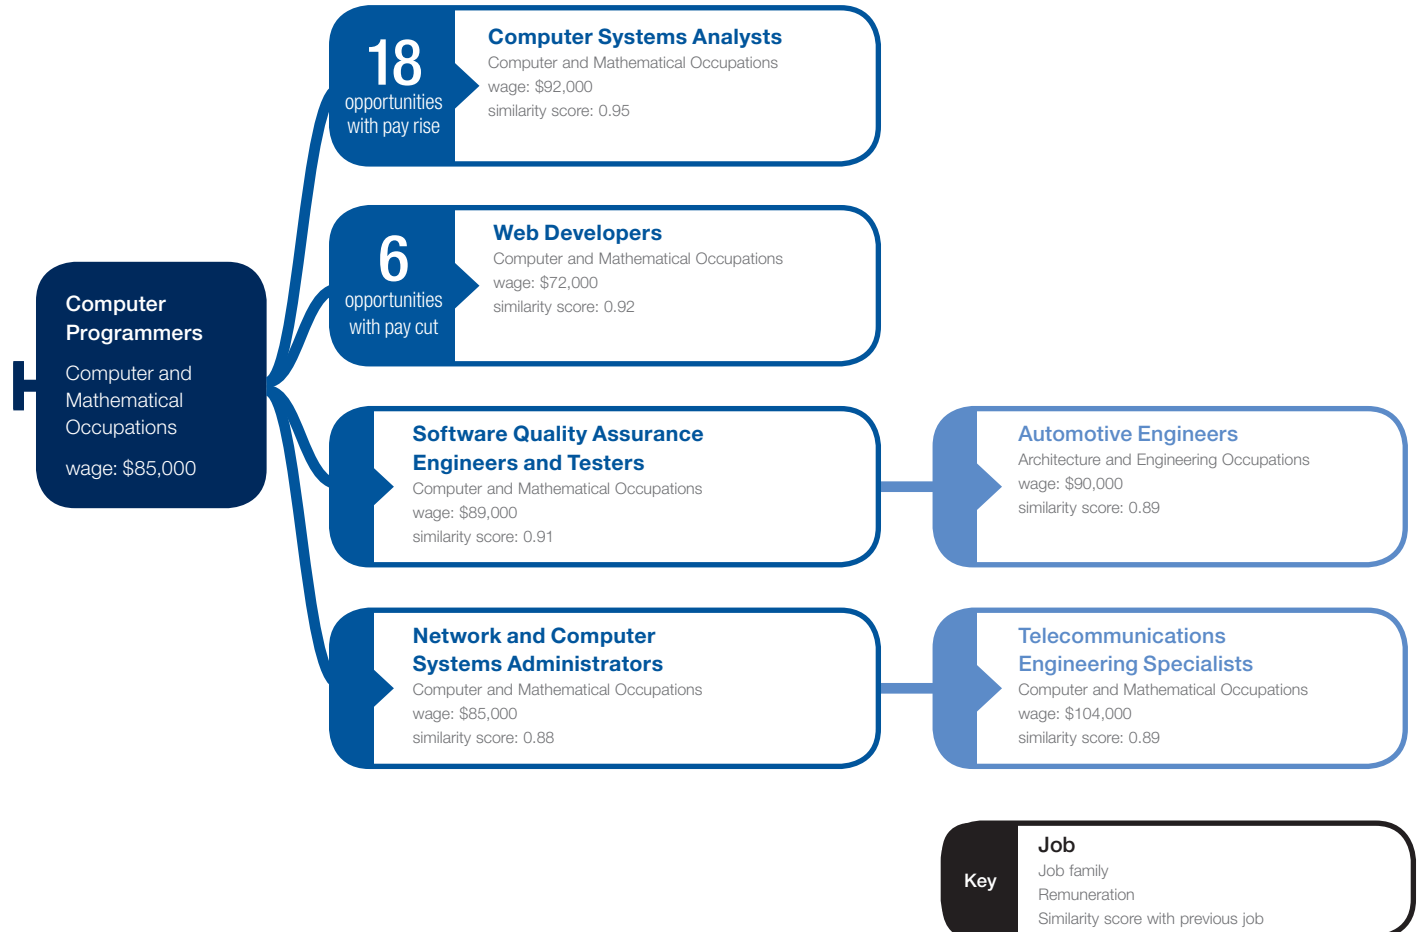 18
opportunities
with pay rise
Computer Systems Analysts
Computer and Mathematical Occupations
wage: $92,000
similarity score: 0.95
6
opportunities
with pay cut
Web Developers
Computer and Mathematical Occupations
wage: $72,000
similarity score: 0.92
Computer
Programmers
Computer and
Mathematical
Occupations
wage: $85,000
Software Quality Assurance
Engineers and Testers
Computer and Mathematical Occupations
wage: $89,000
similarity score: 0.91
Automotive Engineers
Architecture and Engineering Occupations
wage: $90,000
similarity score: 0.89
Network and Computer
Systems Administrators
Computer and Mathematical Occupations
wage: $85,000
similarity score: 0.88
Telecommunications
Engineering Specialists
Computer and Mathematical Occupations
wage: $104,000
similarity score: 0.89
Key
Job
Job family
Remuneration
Similarity score with previous job